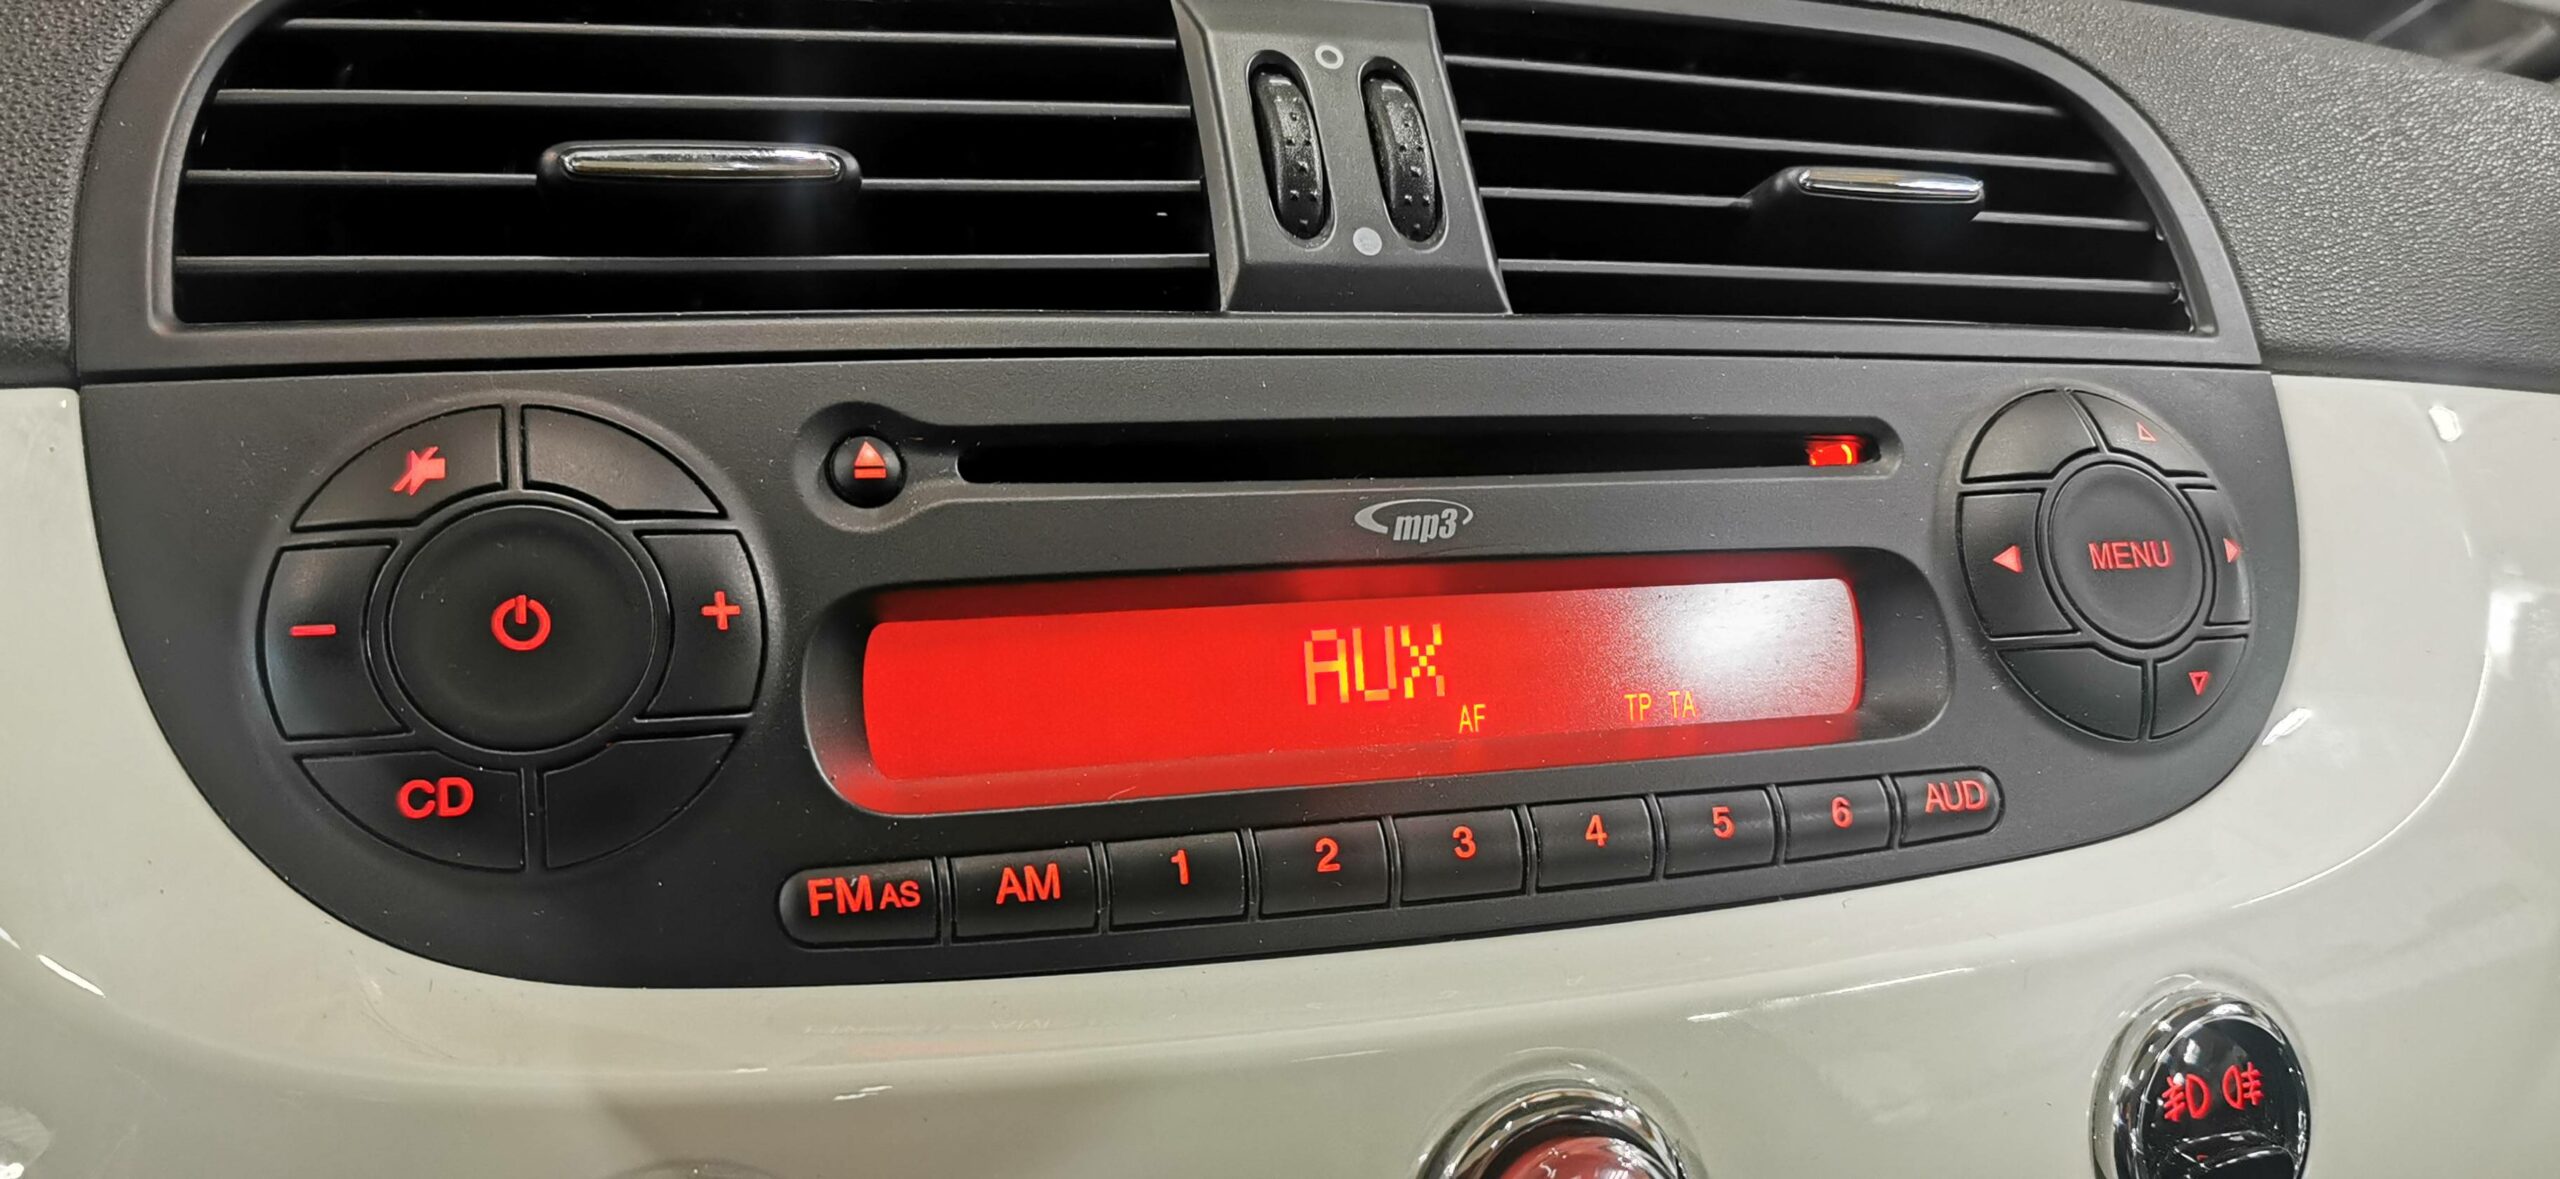 mp3
MENU
AUX
AF TP TA
CD
FM AS AM 1 2 3 4 5 6 AUD